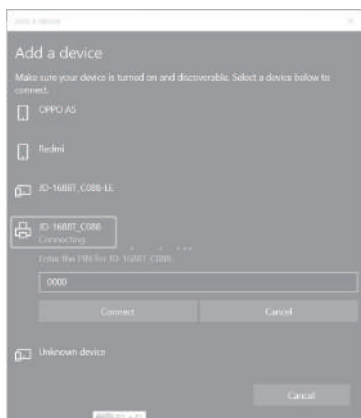 Add a device
Add a device
Make sure your device is turned on and discoverable. Select a device below to
connect.
OPPO A5
Redmi
JD-168BT_C088-LE
JD-168BT_C088
Connecting
Enter the PIN for JD-168BT_C088.
0000
Connect Cancel
Unknown device
Cancel